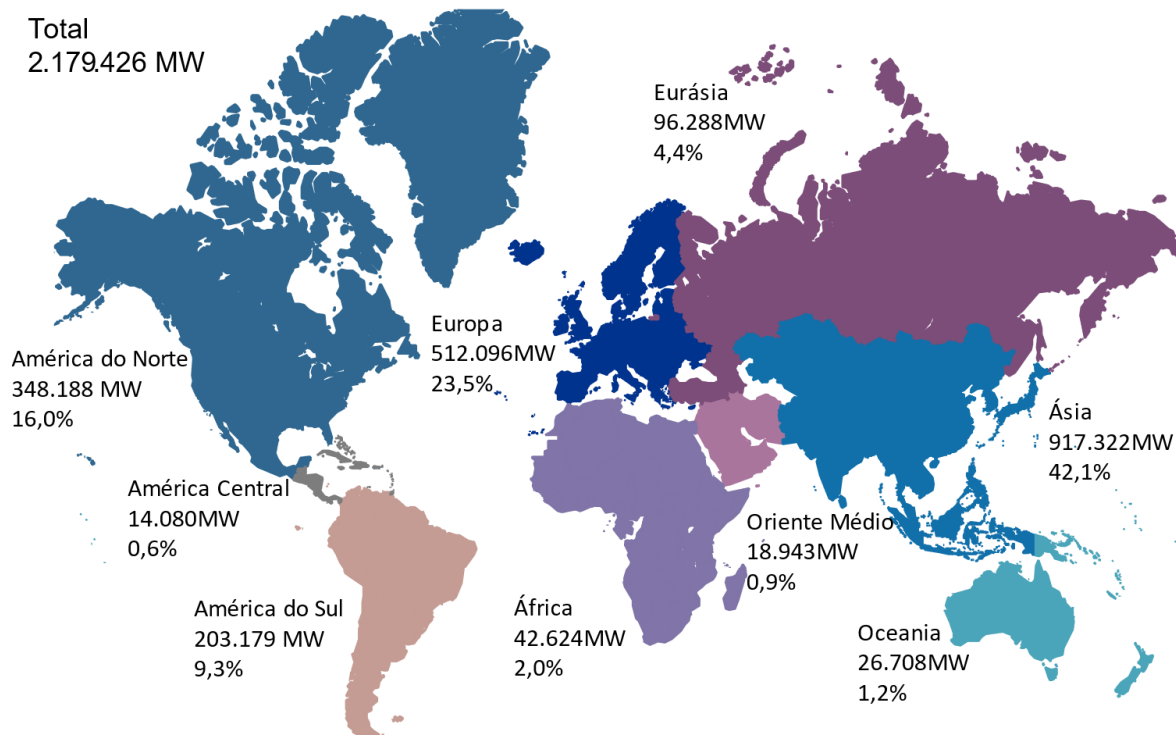 Total
2.179.426 MW
Eurásia
96.288MW
4,4%
Europa
512.096MW
23,5%
América do Norte
348.188 MW
16,0%
Ásia
917.322MW
42,1%
América Central
14.080MW
0,6%
Oriente Médio
18.943MW
0,9%
América do Sul
203.179 MW
9,3%
África
42.624MW
2,0%
Oceania
26.708MW
1,2%